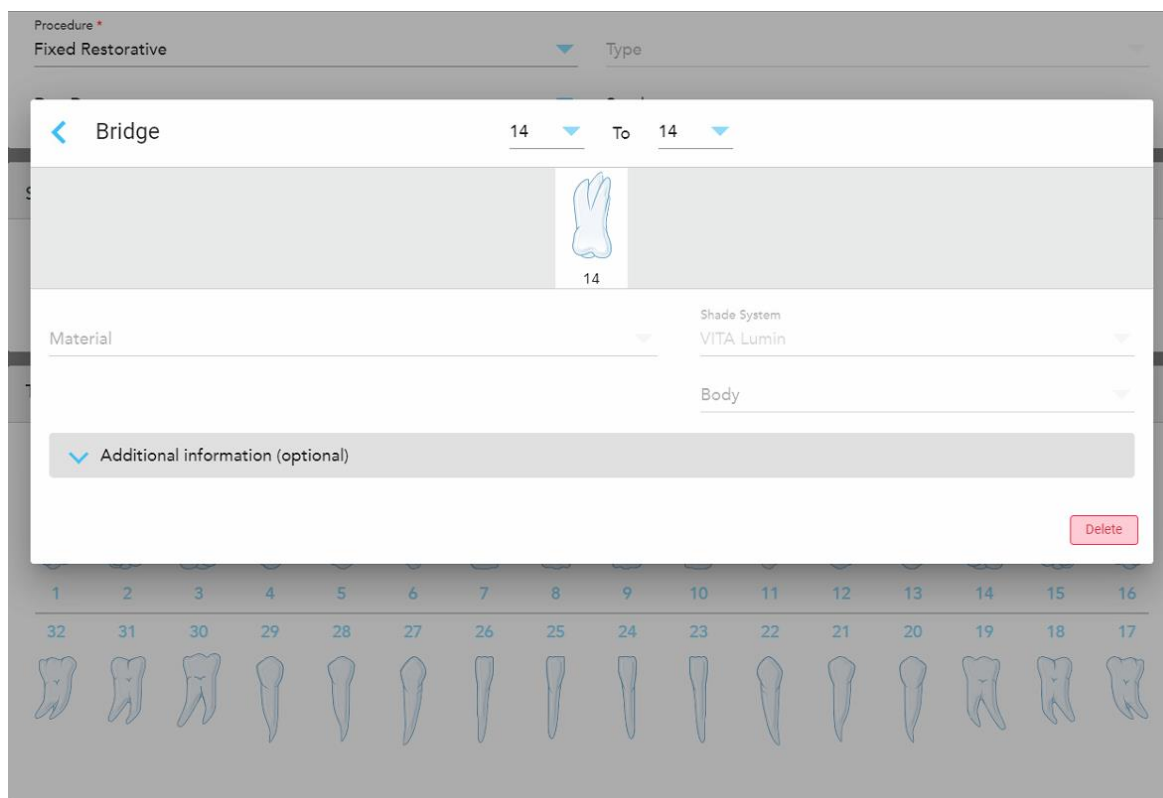 Procedure *
Fixed Restorative
Type
Bridge
14 To 14
14
Material
Shade System
VITA Lumin
Body
Additional information (optional)
Delete
1 2 3 4 5 6 7 8 9 10 11 12 13 14 15 16
32 31 30 29 28 27 26 25 24 23 22 21 20 19 18 17